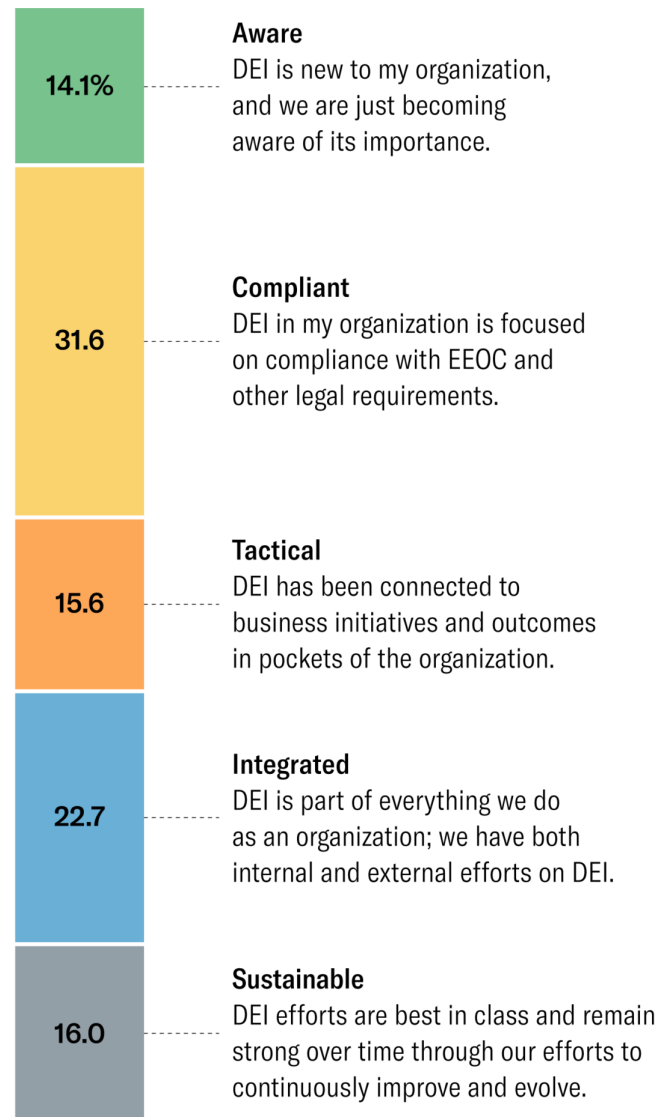 14.1%
Aware
DEI is new to my organization,
and we are just becoming
aware of its importance.
31.6
Compliant
DEI in my organization is focused
on compliance with EEOC and
other legal requirements.
15.6
Tactical
DEI has been connected to
business initiatives and outcomes
in pockets of the organization.
22.7
Integrated
DEI is part of everything we do
as an organization; we have both
internal and external efforts on DEI.
16.0
Sustainable
DEI efforts are best in class and remain
strong over time through our efforts to
continuously improve and evolve.